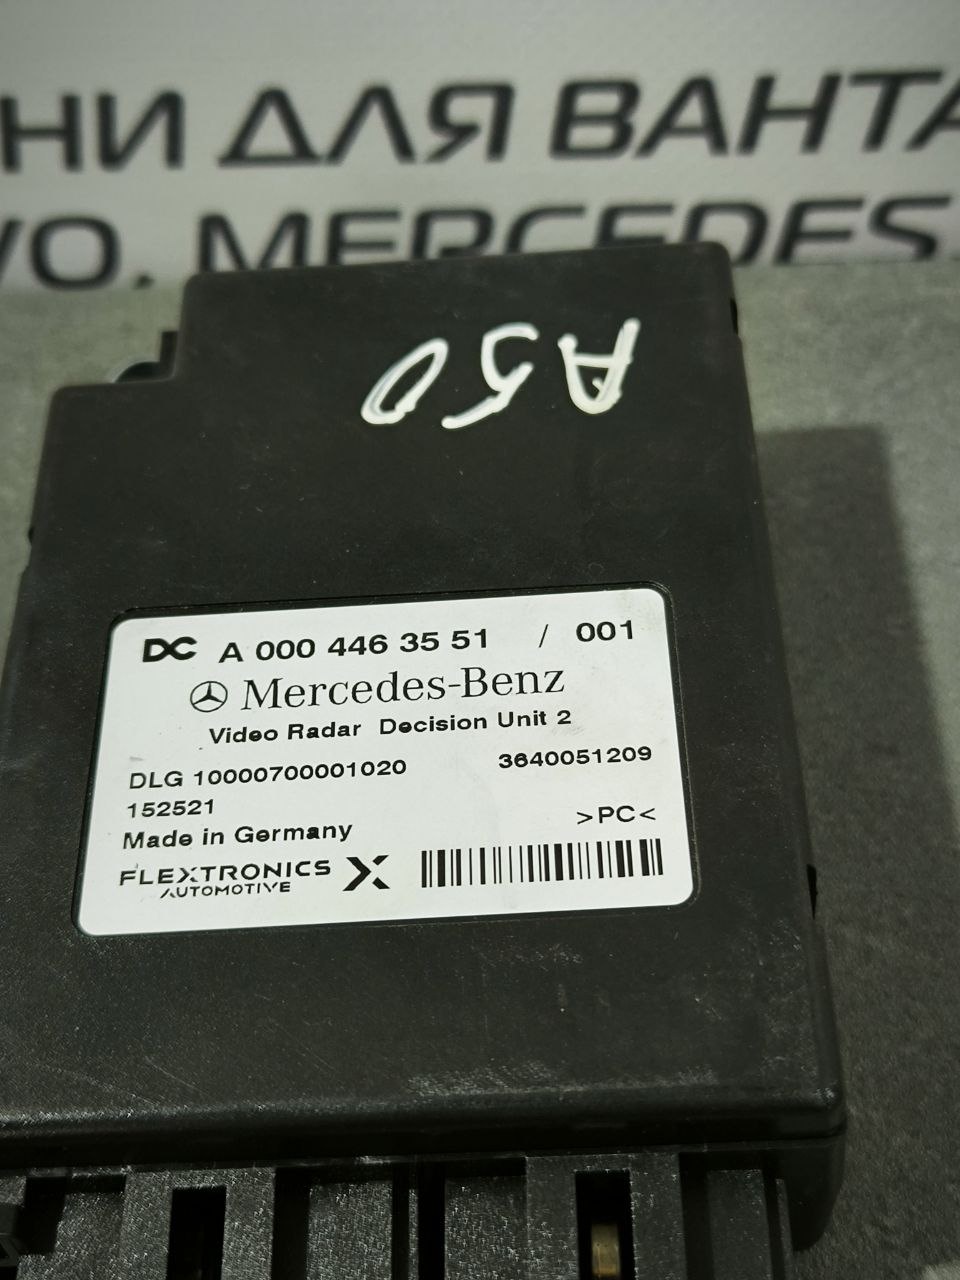 НИ ДЛЯ ВАНТА
VO, MERCEDES
A50
DC A 000 446 35 51 / 001
Mercedes-Benz
Video Radar Decision Unit 2
DLG 10000700001020 3640051209
152521
Made in Germany >PC<
FLEXTRONICS
AUTOMOTIVE